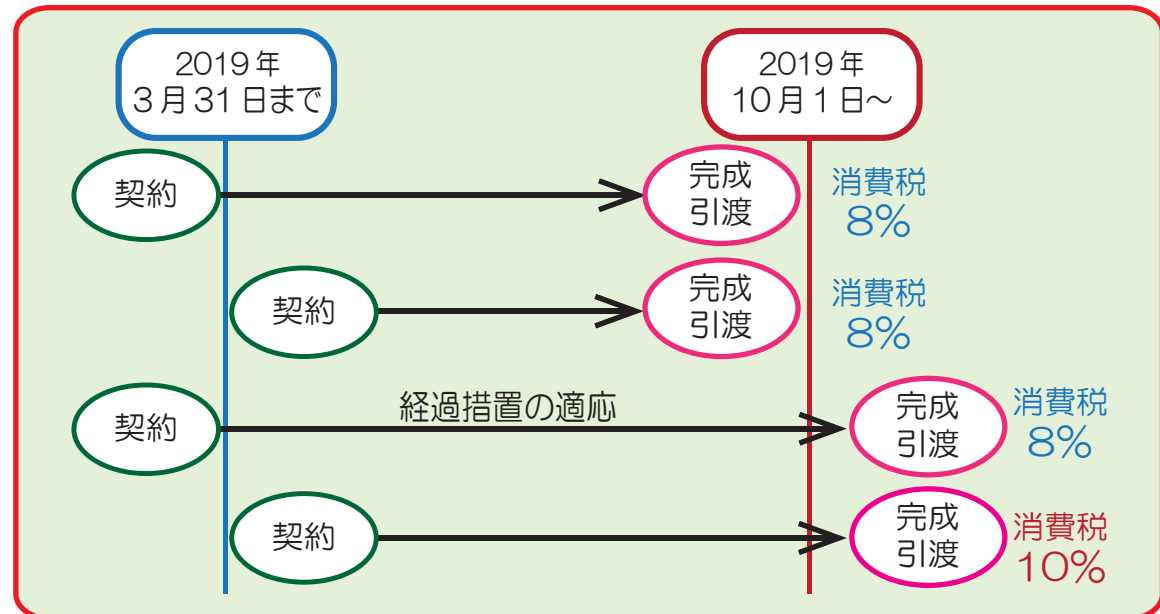 2019年
3月31日まで
2019年
10月1日～
契約
完成
引渡
消費税
8%
契約
完成
引渡
消費税
8%
契約
経過措置の適応
完成
引渡
消費税
8%
契約
完成
引渡
消費税
10%